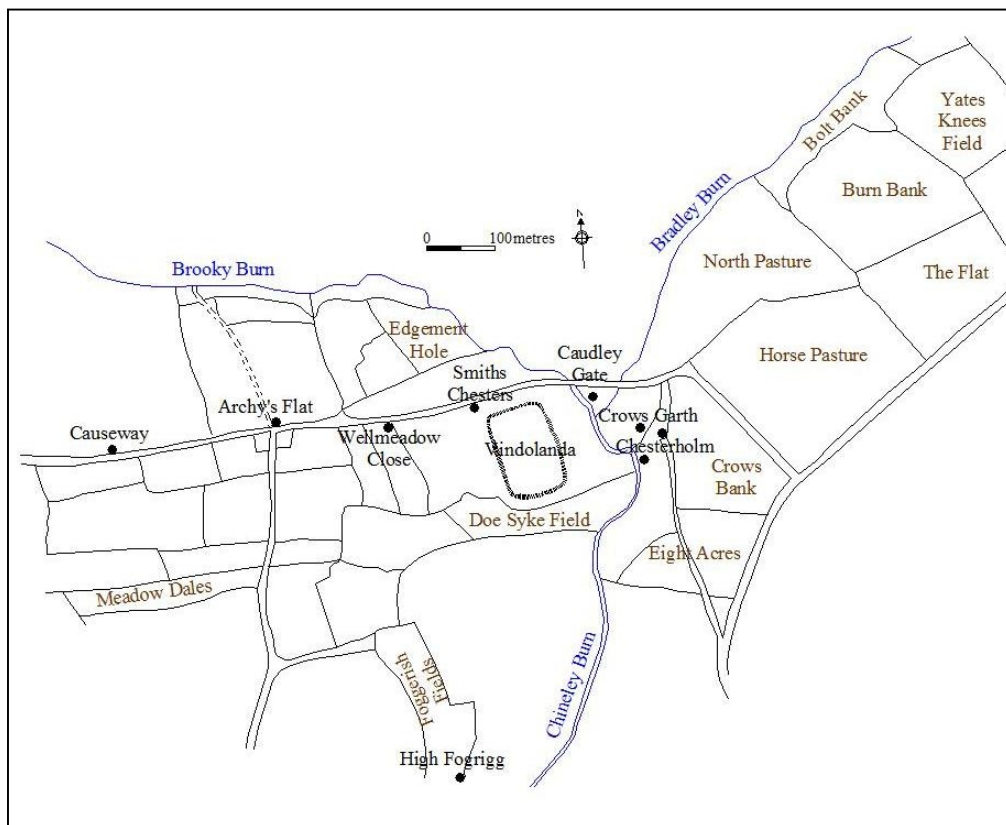 Bolt Bank
Yates
Knees
Field
Burn Bank
Bradley Burn
N
0 100metres
Brooky Burn
North Pasture
The Flat
Edgement
Hole
Horse Pasture
Caudley
Gate
Smiths
Chesters
Archy's Flat
Crows Garth
Causeway
Wellmeadow
Close
Vindolanda
Chesterholm
Crows
Bank
Doe Syke Field
Eight Acres
Meadow Dales
Foggerish
Fields
Chineley Burn
High Fogrigg